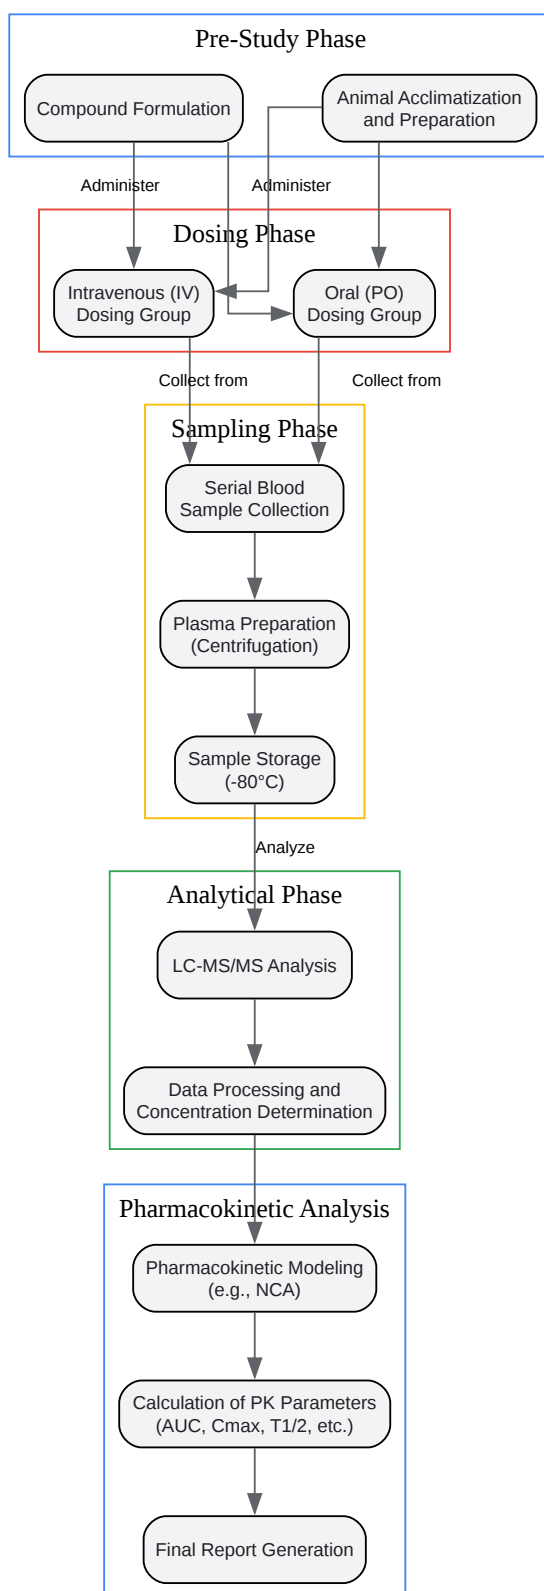 Pre-Study Phase
Compound Formulation
Animal Acclimatization
and Preparation
Administer
Administer
Dosing Phase
Intravenous (IV)
Dosing Group
Oral (PO)
Dosing Group
Collect from
Collect from
Sampling Phase
Serial Blood
Sample Collection
Plasma Preparation
(Centrifugation)
Sample Storage
(-80°C)
Analyze
Analytical Phase
LC-MS/MS Analysis
Data Processing and
Concentration Determination
Pharmacokinetic Analysis
Pharmacokinetic Modeling
(e.g., NCA)
Calculation of PK Parameters
(AUC, Cmax, T1/2, etc.)
Final Report Generation